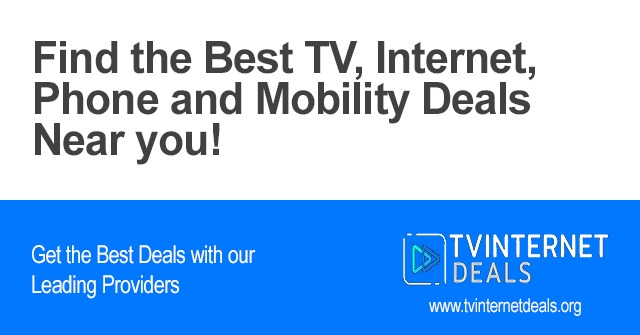 Find the Best TV, Internet,
Phone and Mobility Deals
Near you!
Get the Best Deals with our
Leading Providers
TVINTERNET
DEALS
www.tvinternetdeals.org